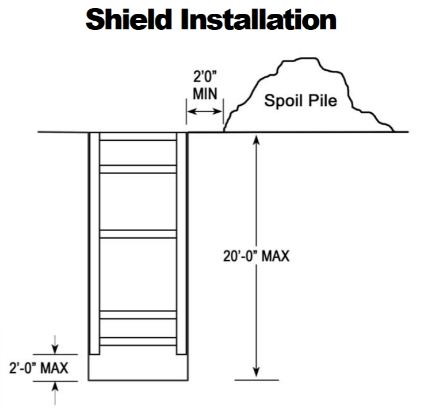 Shield Installation
2'0"
MIN
Spoil Pile
20'-0" MAX
2'-0" MAX